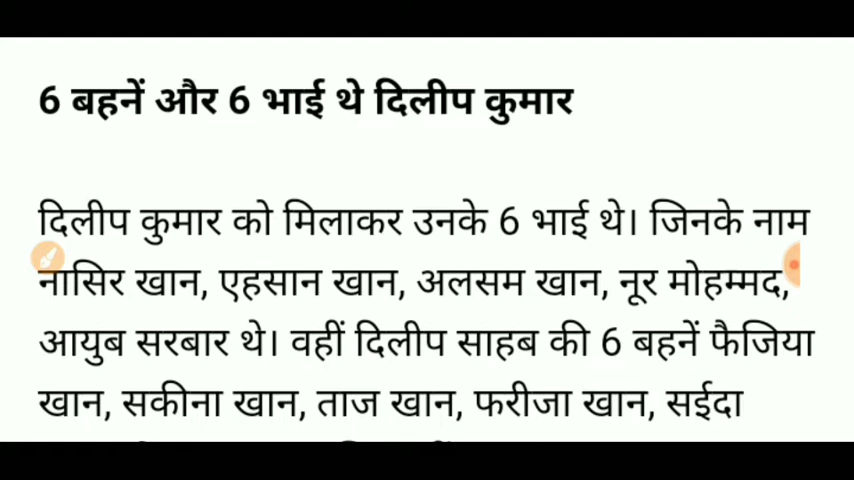 6 बहनें और 6 भाई थे दिलीप कुमार
दिलीप कुमार को मिलाकर उनके 6 भाई थे। जिनके नाम
नासिर खान, एहसान खान, अलसम खान, नूर मोहम्मद,
आयुब सरबार थे। वहीं दिलीप साहब की 6 बहनें फैजिया
खान, सकीना खान, ताज खान, फरीजा खान, सईदा